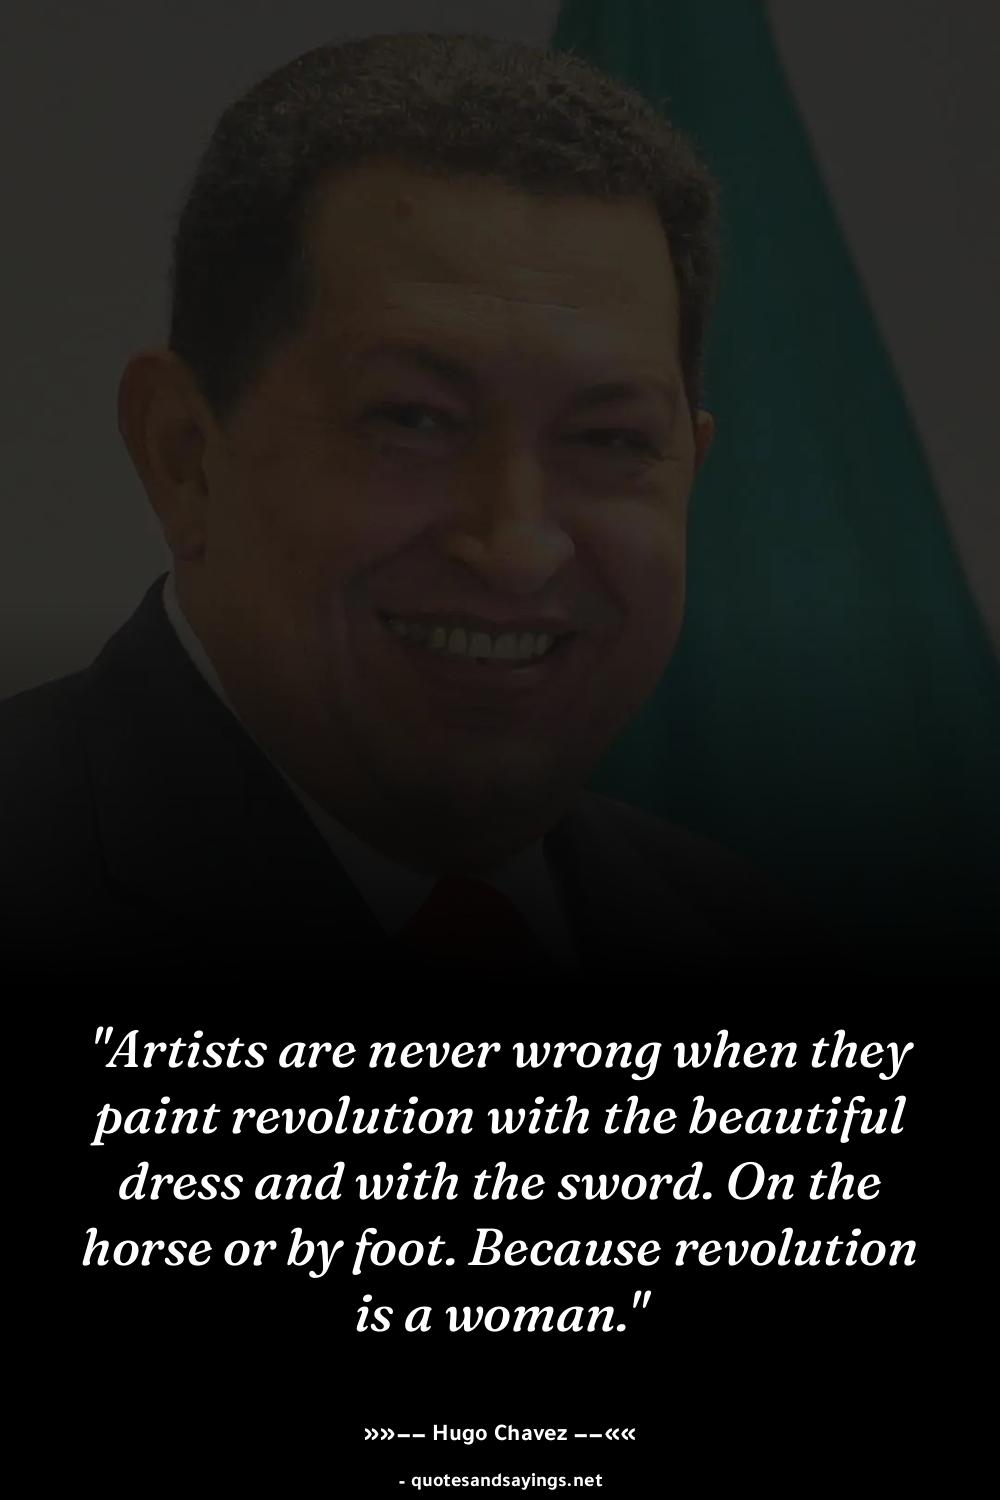 "Artists are never wrong when they
paint revolution with the beautiful
dress and with the sword. On the
horse or by foot. Because revolution
is a woman."
»»−− Hugo Chavez −−««
- quotesandsayings.net